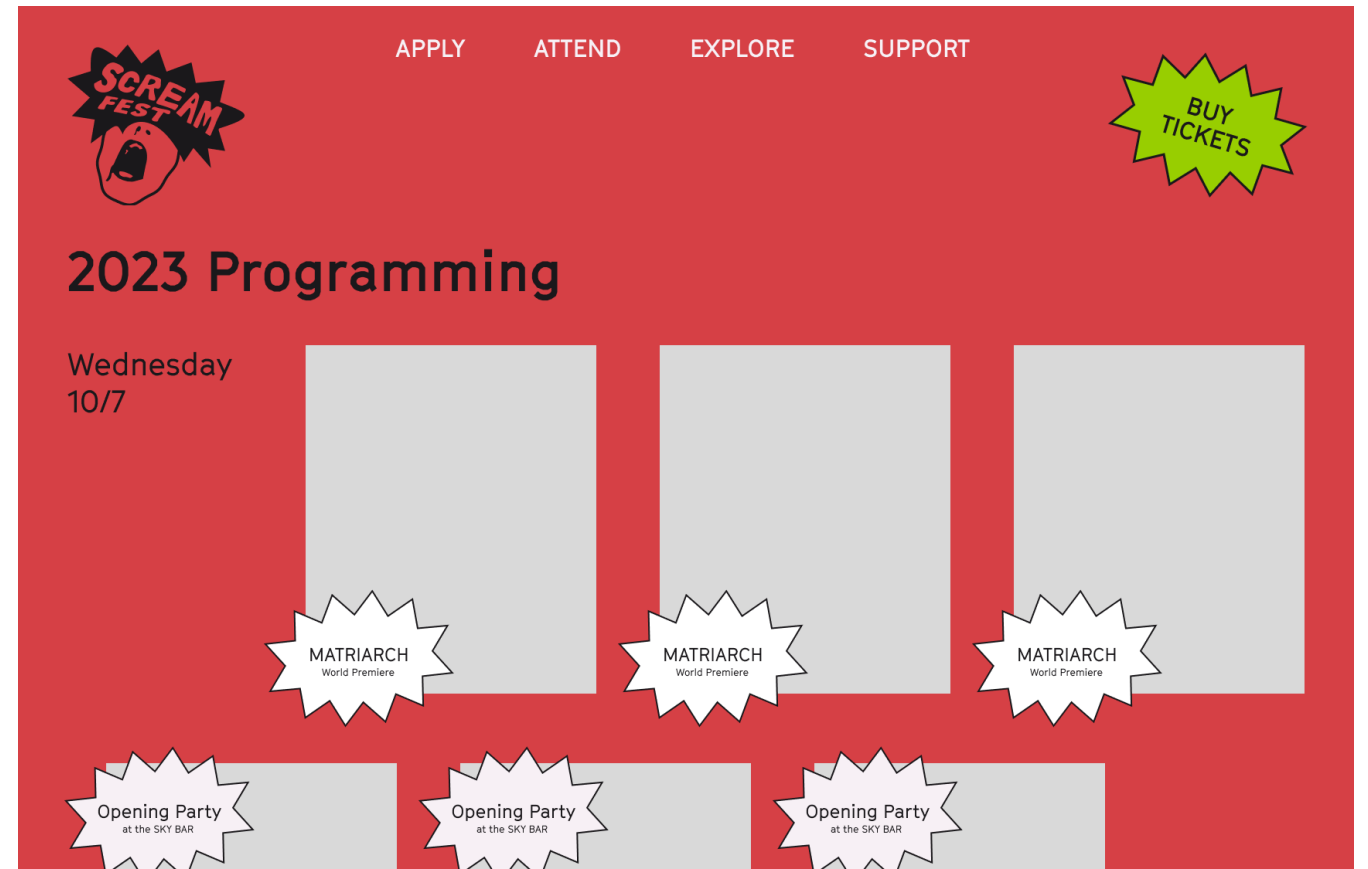 SCREAM
FEST
APPLY
ATTEND
EXPLORE
SUPPORT
BUY
TICKETS
2023 Programming
Wednesday
10/7
MATRIARCH
World Premiere
MATRIARCH
World Premiere
MATRIARCH
World Premiere
Opening Party
at the SKY BAR
Opening Party
at the SKY BAR
Opening Party
at the SKY BAR